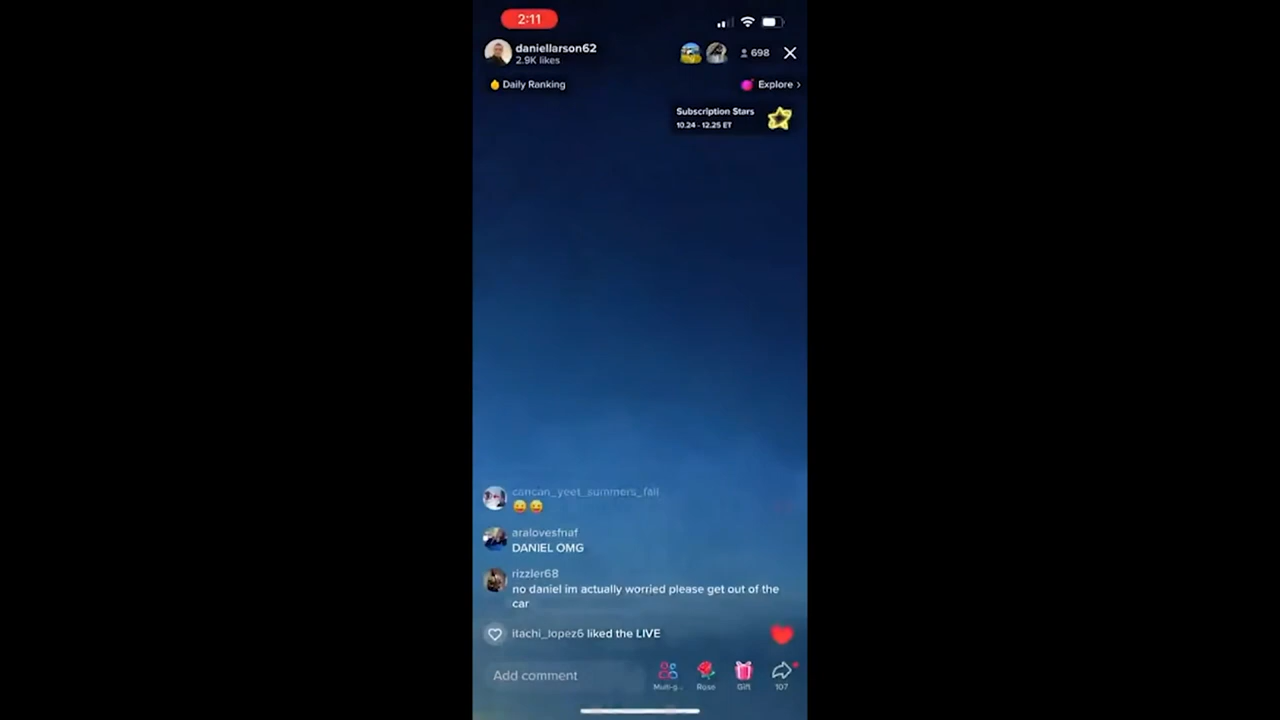 2:11
daniellarson62
2.9K likes
698
Daily Ranking
Explore >
Subscription Stars
10.24 - 12.25 ET
cancan_yeet_summers_fall
😄😆
aralovesfnaf
DANIEL OMG
rizzler68
no daniel im actually worried please get out of the
car
itachi_lopez6 liked the LIVE
Add comment
Multi-g...
Rose
Gift
107